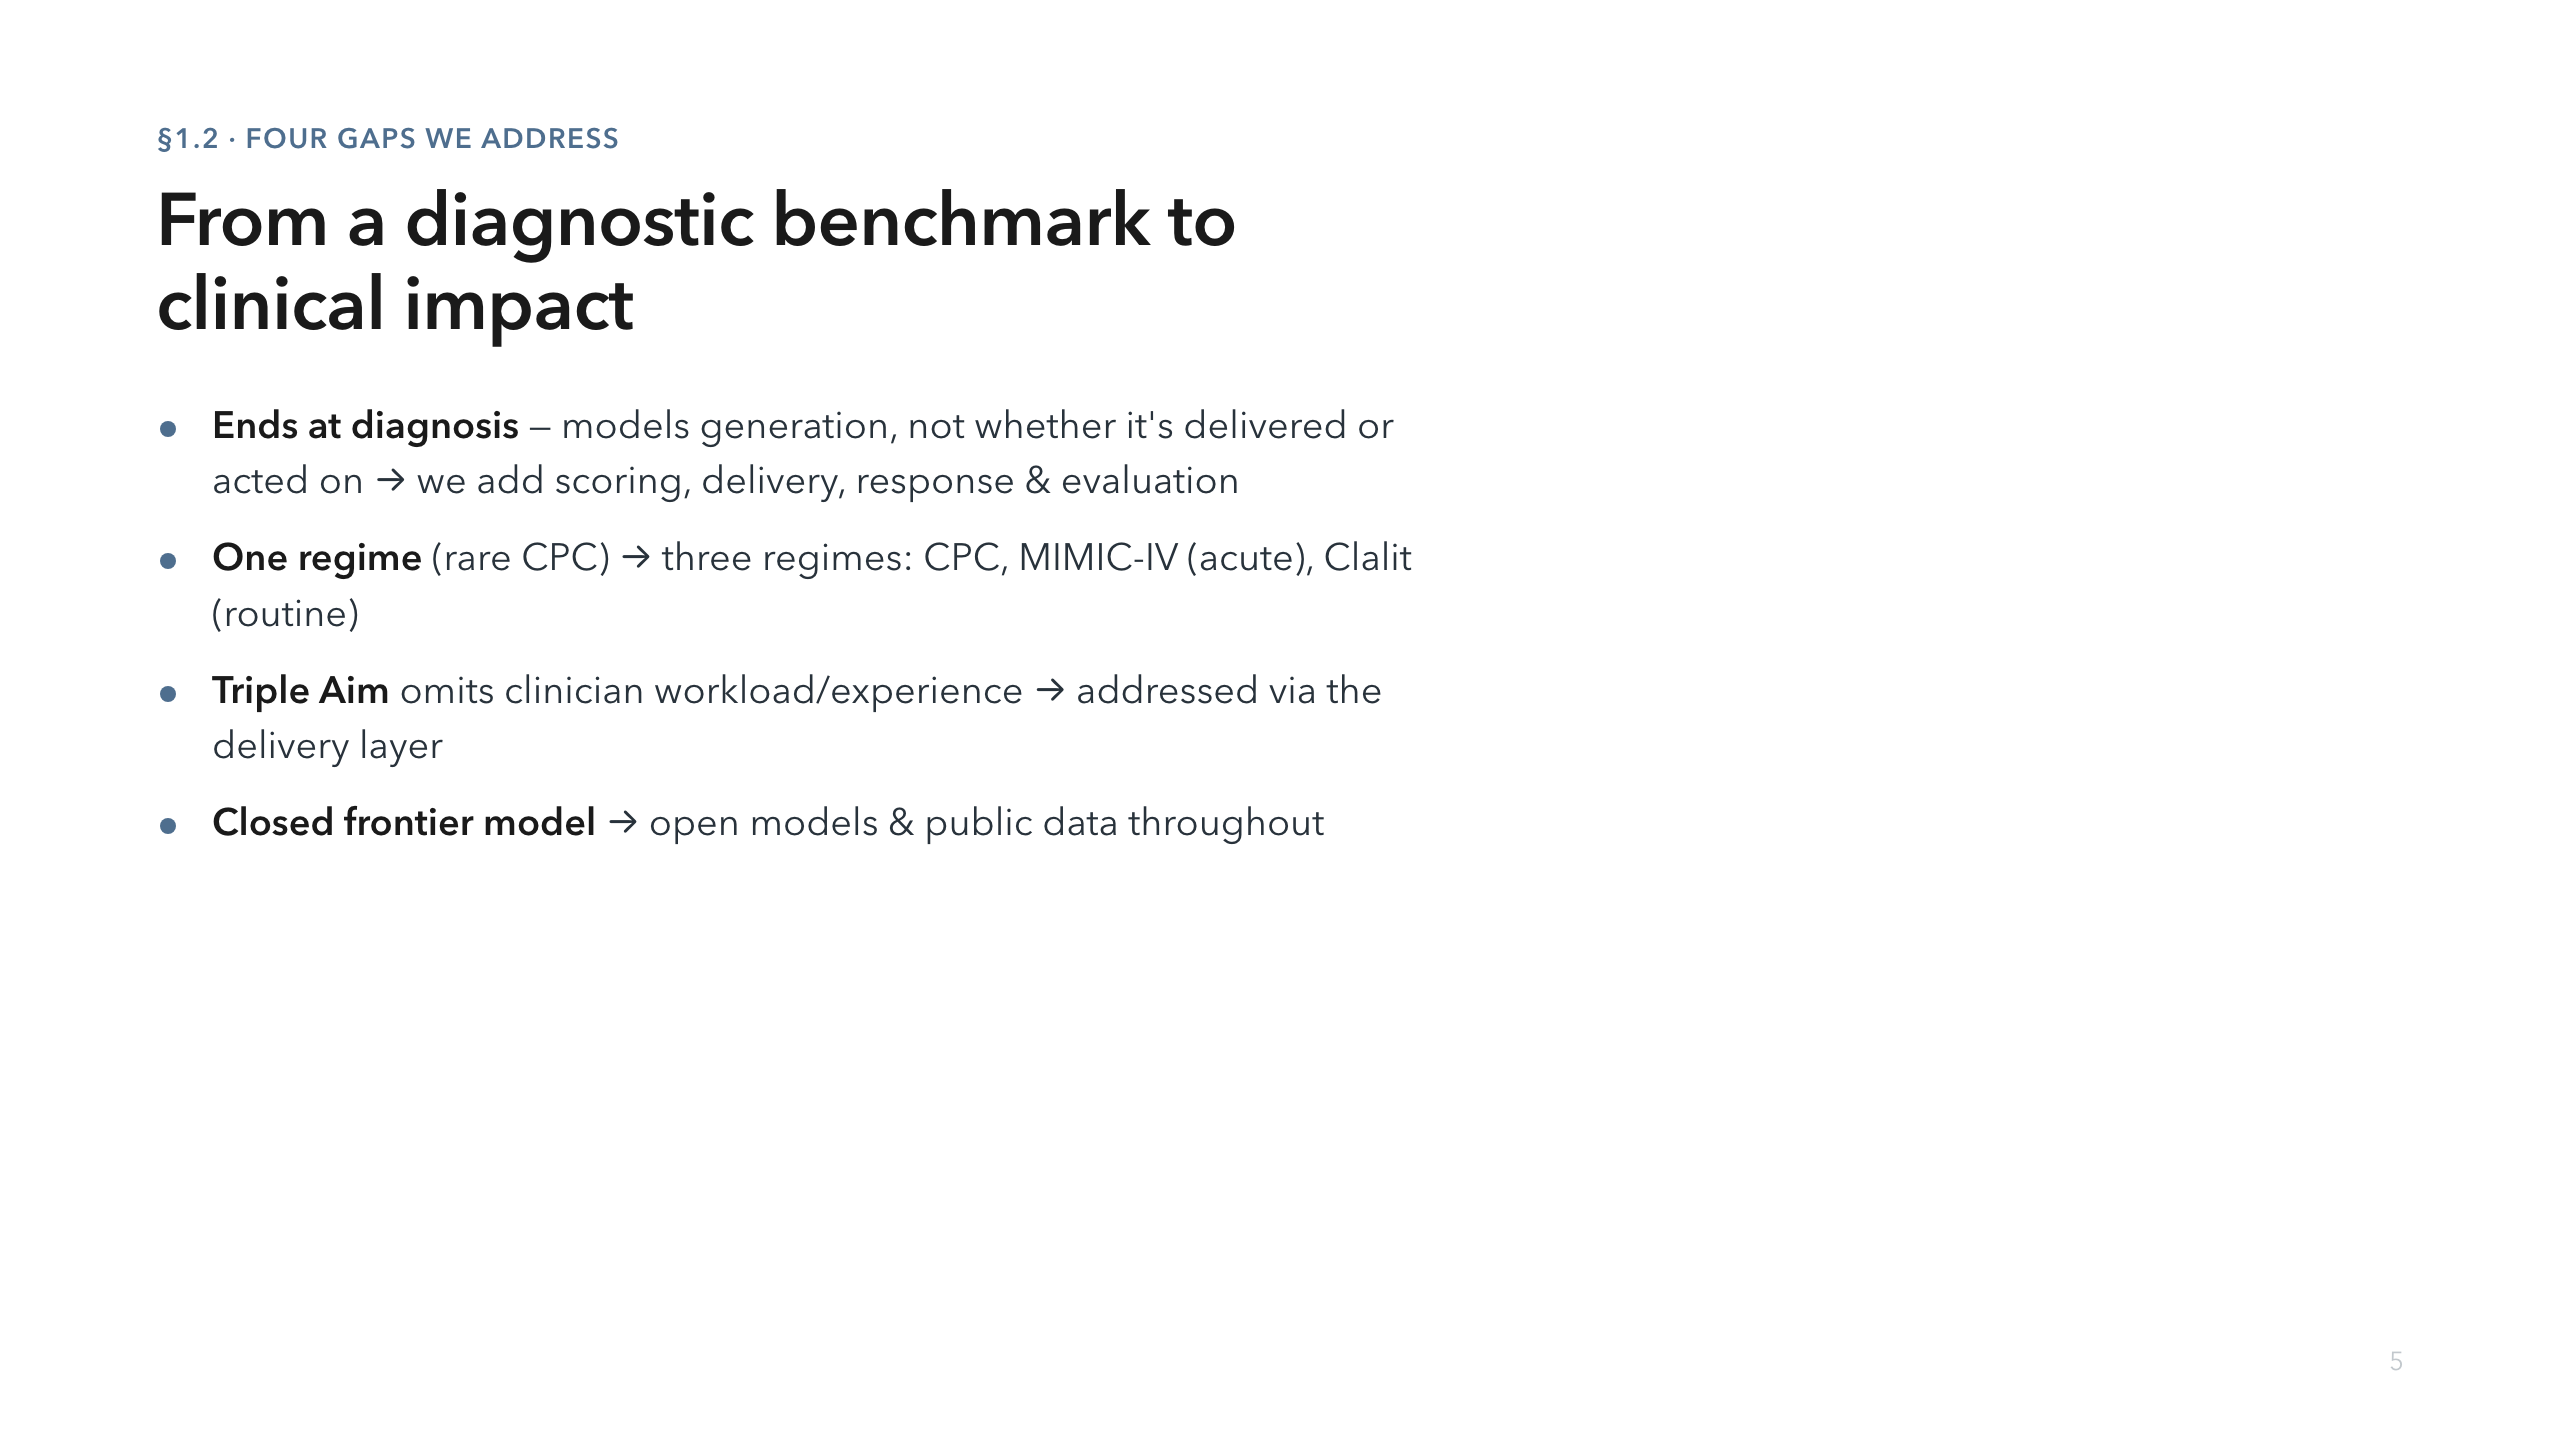 §1.2 · FOUR GAPS WE ADDRESS
From a diagnostic benchmark to
clinical impact
• Ends at diagnosis – models generation, not whether it's delivered or
acted on → we add scoring, delivery, response & evaluation
• One regime (rare CPC) → three regimes: CPC, MIMIC-IV (acute), Clalit
(routine)
• Triple Aim omits clinician workload/experience → addressed via the
delivery layer
• Closed frontier model → open models & public data throughout
5